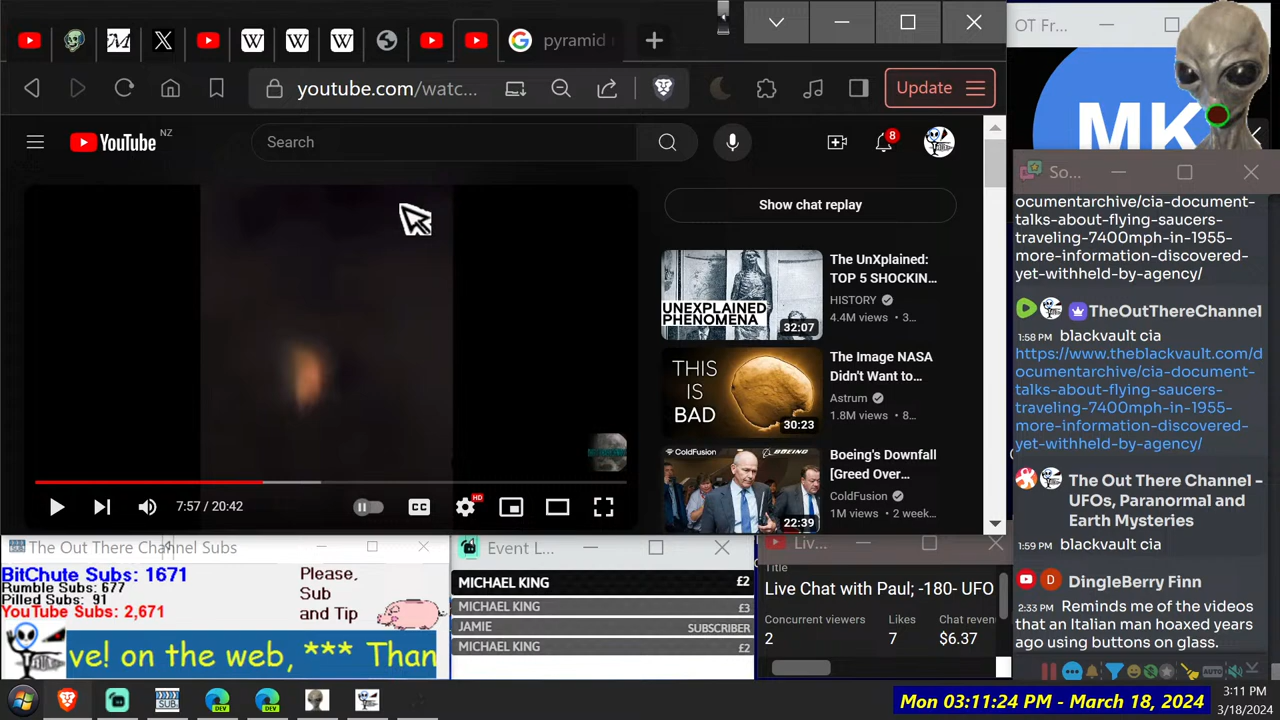 pyramid
OT Fr...
youtube.com/watc...
Update
MK
YouTube NZ
Search
8
So...
Show chat replay
ocumentarchive/cia-document-
talks-about-flying-saucers-
traveling-7400mph-in-1955-
more-information-discovered-
yet-withheld-by-agency/
UNEXPLAINED
PHENOMENA
32:07
The UnXplained:
TOP 5 SHOCKIN...
HISTORY
4.4M views • 3...
TheOutThereChannel
1:58 PM blackvault cia
https://www.theblackvault.com/d
ocumentarchive/cia-document-
talks-about-flying-saucers-
traveling-7400mph-in-1955-
more-information-discovered-
yet-withheld-by-agency/
THIS
IS
BAD
30:23
The Image NASA
Didn't Want to...
Astrum
1.8M views • 8...
ColdFusion
BOEING
22:39
Boeing's Downfall
[Greed Over...
ColdFusion
1M views • 2 week...
The Out There Channel -
UFOs, Paranormal and
Earth Mysteries
1:59 PM blackvault cia
7:57 / 20:42
CC
HD
The Out There Channel Subs
BitChute Subs: 1671
Rumble Subs: 677
Pilled Subs: 91
YouTube Subs: 2,671
Please,
Sub
and Tip
ve! on the web, *** Than
Event L...
MICHAEL KING £2
MICHAEL KING £3
JAMIE SUBSCRIBER
MICHAEL KING £2
Liv...
Title
Live Chat with Paul; -180- UFO
Concurrent viewers Likes Chat reven
2 7 $6.37
D
DingleBerry Finn
2:33 PM Reminds me of the videos
that an Italian man hoaxed years
ago using buttons on glass.
AUTO
SUB
DEV
DEV
Mon 03:11:24 PM - March 18, 2024
3:11 PM
3/18/2024